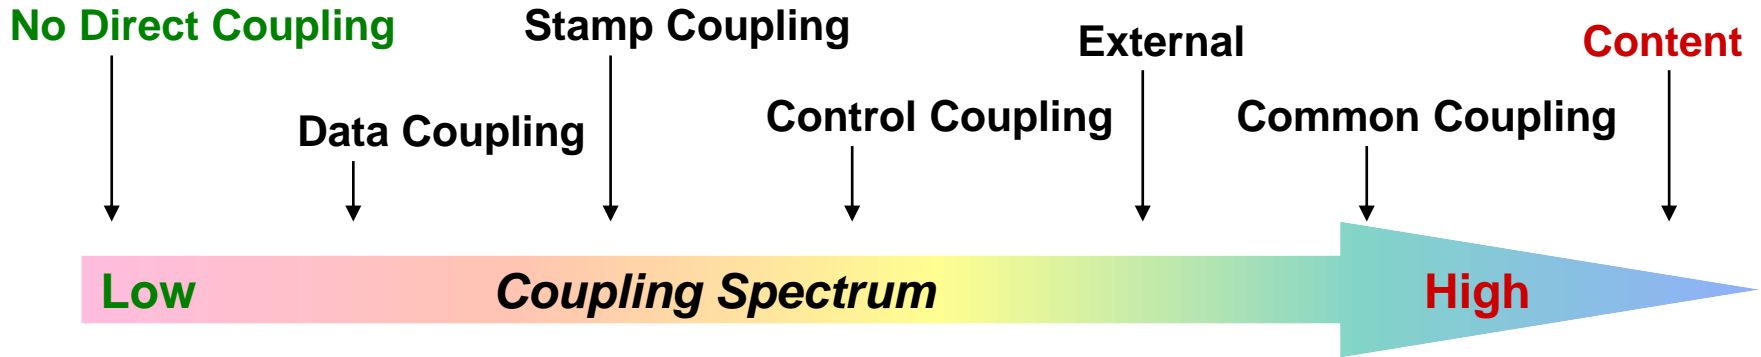 No Direct Coupling
Stamp Coupling
External
Content
Data Coupling
Control Coupling
Common Coupling
Low
Coupling Spectrum
High